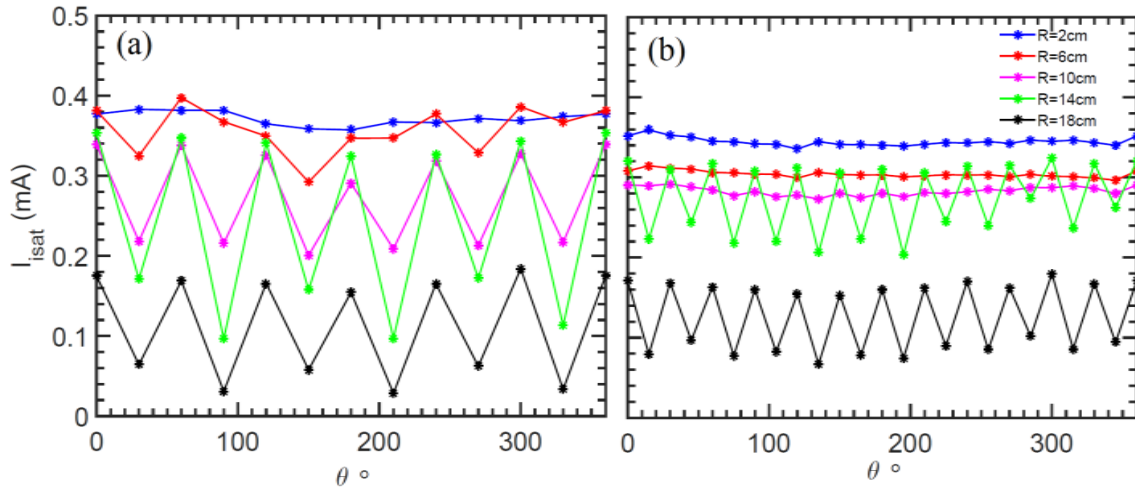 (a)
I_isat (mA)
0.5
0.4
0.3
0.2
0.1
0
0 100 200 300
θ °
(b)
R=2cm
R=6cm
R=10cm
R=14cm
R=18cm
0 100 200 300
θ °